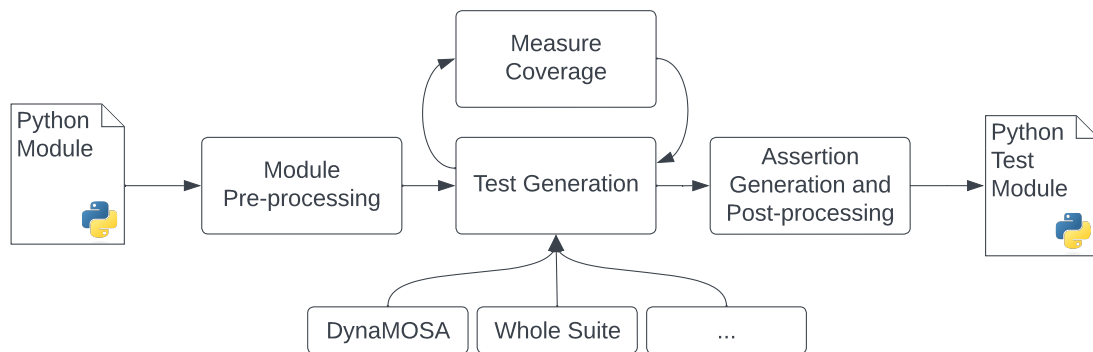 Measure
Coverage
Python
Module
Module
Pre-processing
Test Generation
Assertion
Generation and
Post-processing
Python
Test
Module
DynaMOSA
Whole Suite
...